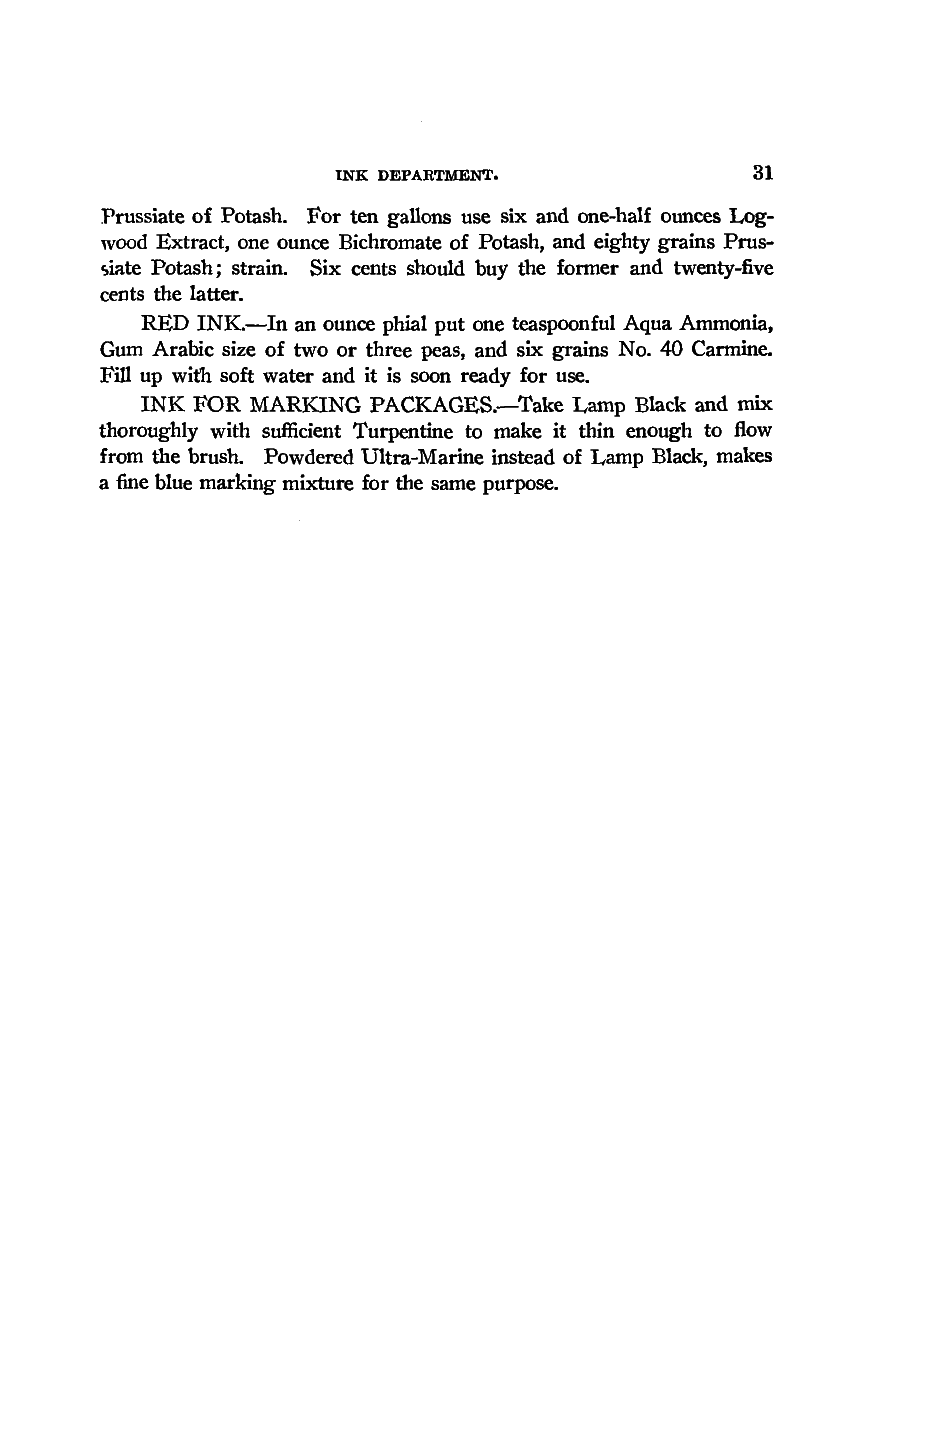 INK DEPARTMENT. 31
Prussiate of Potash. For ten gallons use six and one-half ounces Log-
wood Extract, one ounce Bichromate of Potash, and eighty grains Prus-
siate Potash; strain. Six cents should buy the former and twenty-five
cents the latter.
RED INK.—In an ounce phial put one teaspoonful Aqua Ammonia,
Gum Arabic size of two or three peas, and six grains No. 40 Carmine.
Fill up with soft water and it is soon ready for use.
INK FOR MARKING PACKAGES.—Take Lamp Black and mix
thoroughly with sufficient Turpentine to make it thin enough to flow
from the brush. Powdered Ultra-Marine instead of Lamp Black, makes
a fine blue marking mixture for the same purpose.